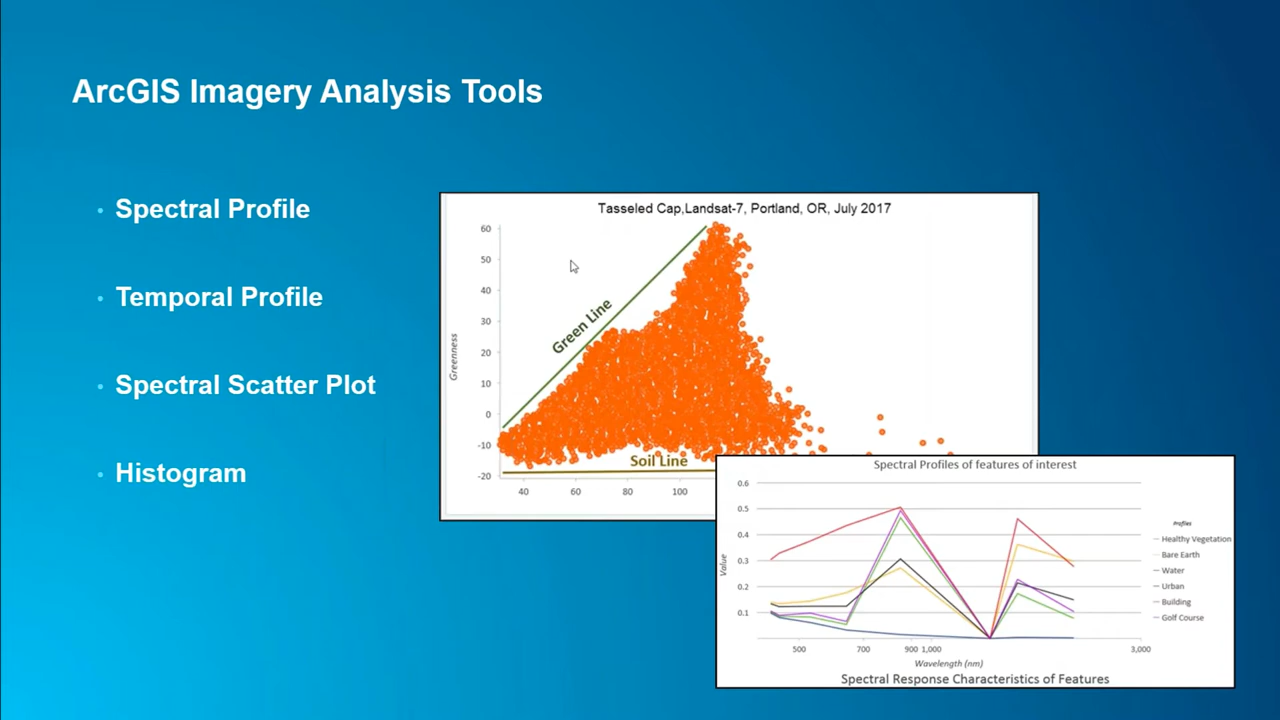 ArcGIS Imagery Analysis Tools
• Spectral Profile
• Temporal Profile
• Spectral Scatter Plot
• Histogram
Tasseled Cap,Landsat-7, Portland, OR, July 2017
60
50
40
30
20
10
0
-10
-20
Greenness
Green Line
Soil Line
40
60
80
100
Spectral Profiles of features of interest
0.6
0.5
0.4
0.3
0.2
0.1
Value
500
700
900
1,000
3,000
Wavelength (nm)
Profiles
Healthy Vegetation
Bare Earth
Water
Urban
Building
Golf Course
Spectral Response Characteristics of Features